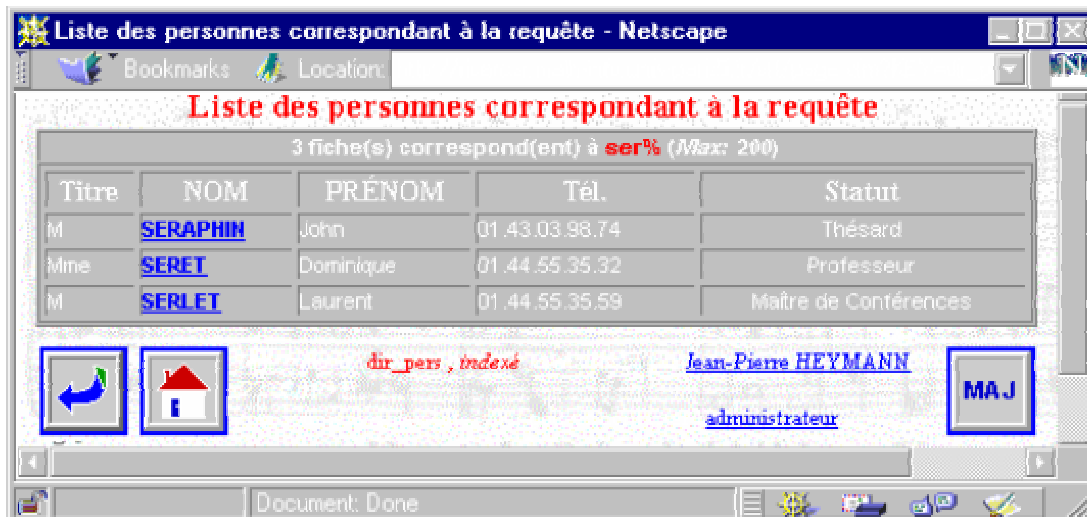 Liste des personnes correspondant à la requête - Netscape
Bookmarks Location:
Liste des personnes correspondant à la requête
3 fiche(s) correspond(ent) à ser% (Max: 200)
Titre NOM PRÉNOM Tél. Statut
M SERAPHIN John 01.43.03.98.74 Thésard
Mme SERET Dominique 01.44.55.35.32 Professeur
M SERLET Laurent 01.44.55.35.59 Maître de Conférences
dir_pers , indexé Jean-Pierre HEYMANN MAJ
administrateur
Document: Done